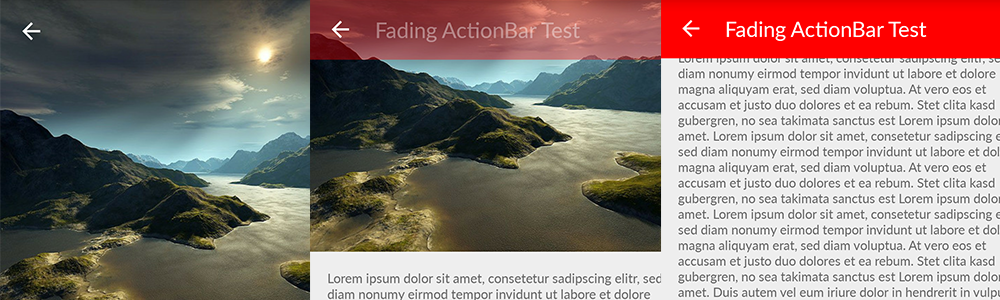 Fading ActionBar Test
Lorem ipsum dolor sit amet, consetetur sadipscing elitr, sed
diam nonumy eirmod tempor invidunt ut labore et dolore
Fading ActionBar Test
Lorem ipsum dolor sit amet, consetetur sadipscing elitr, se
diam nonumy eirmod tempor invidunt ut labore et dolore
magna aliquyam erat, sed diam voluptua. At vero eos et
accusam et justo duo dolores et ea rebum. Stet clita kasd
gubergren, no sea takimata sanctus est Lorem ipsum dolor
amet. Lorem ipsum dolor sit amet, consetetur sadipscing e
sed diam nonumy eirmod tempor invidunt ut labore et dol
magna aliquyam erat, sed diam voluptua. At vero eos et
accusam et justo duo dolores et ea rebum. Stet clita kasd
gubergren, no sea takimata sanctus est Lorem ipsum dolor
amet. Lorem ipsum dolor sit amet, consetetur sadipscing e
sed diam nonumy eirmod tempor invidunt ut labore et dol
magna aliquyam erat, sed diam voluptua. At vero eos et
accusam et justo duo dolores et ea rebum. Stet clita kasd
gubergren, no sea takimata sanctus est Lorem ipsum dolor
amet. Duis autem vel eum iriure dolor in hendrerit in vulpu